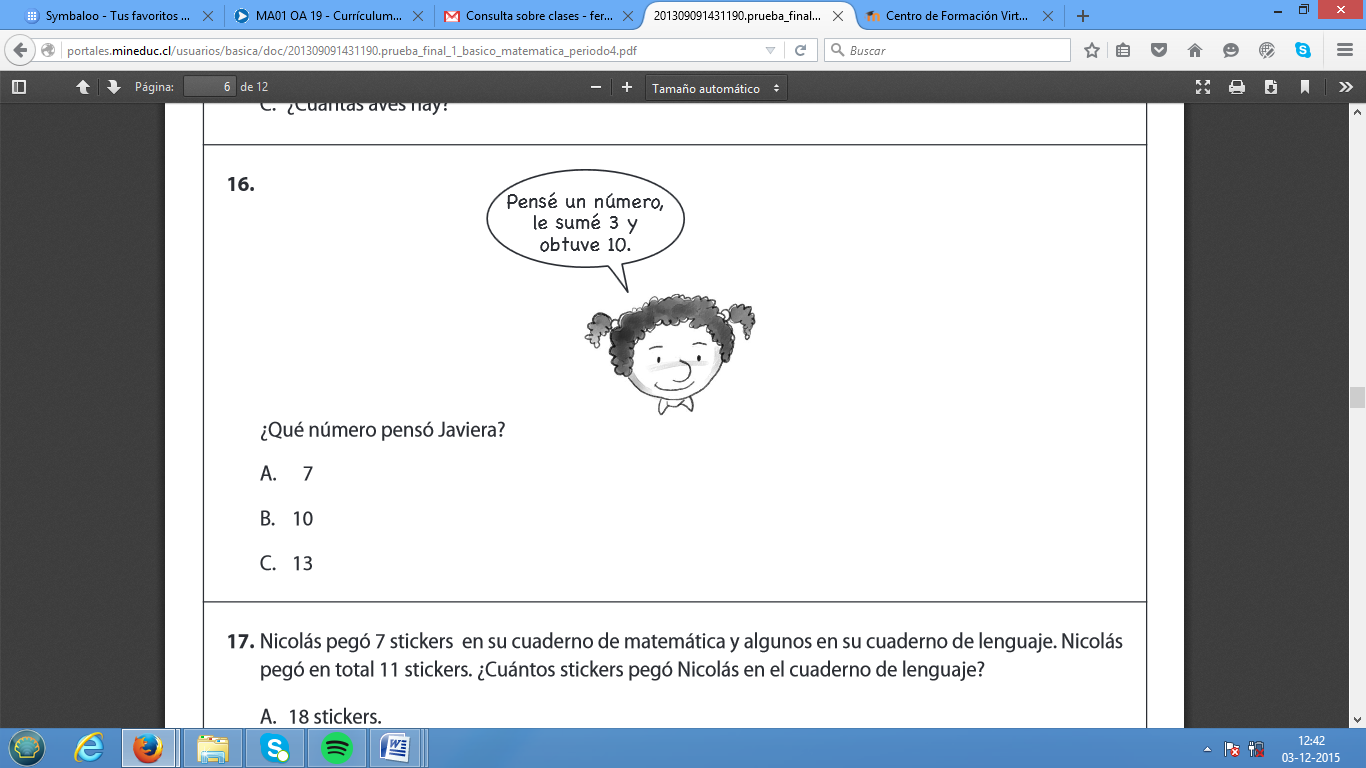 Symbaloo - Tus favoritos ...
MA01 OA 19 - Currículum...
Consulta sobre clases - fer...
201309091431190.prueba_final...
Centro de Formación Virt...
portales.mineduc.cl/usuarios/basica/doc/201309091431190.prueba_final_1_basico_matematica_periodo4.pdf
Buscar
Página: 6 de 12
Tamaño automático
C. ¿Cuántas aves hay?
16.
Pensé un número,
le sumé 3 y
obtuve 10.
¿Qué número pensó Javiera?
A. 7
B. 10
C. 13
17. Nicolás pegó 7 stickers en su cuaderno de matemática y algunos en su cuaderno de lenguaje. Nicolás
pegó en total 11 stickers. ¿Cuántos stickers pegó Nicolás en el cuaderno de lenguaje?
A. 18 stickers.
12:42
03-12-2015